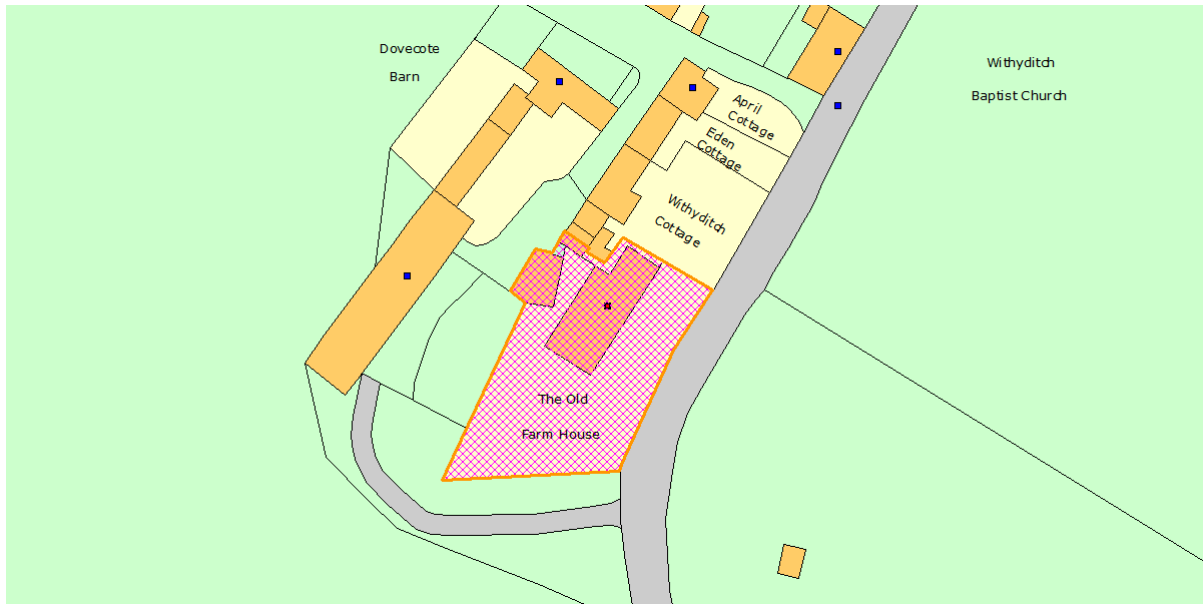 Dovecote
Barn
Withyditch
Baptist Church
April
Cottage
Eden
Cottage
Withyditch
Cottage
The Old
Farm House